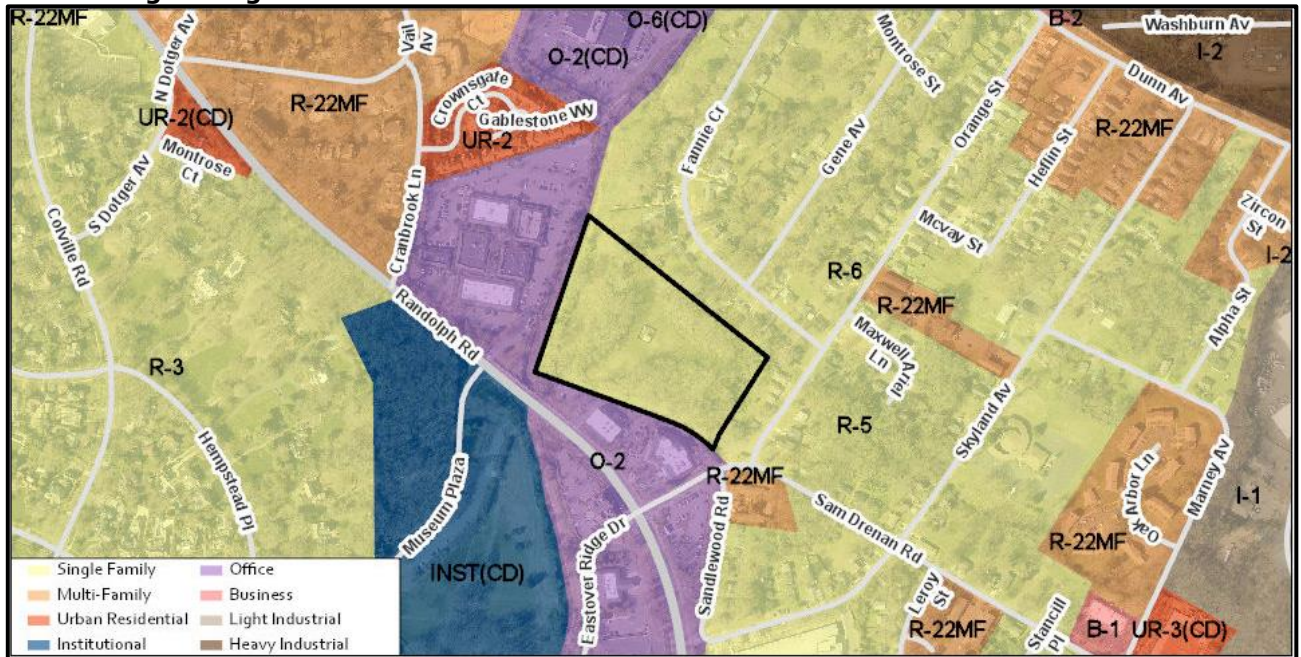 R-22MF
O-6(CD)
B-2
Washburn Av
I-2
Vail
Av
O-2(CD)
Montrose St
Dunn Av
N Dotger Av
R-22MF
Crownsgate
Ct
Gablestone Wy
UR-2
Orange St
R-22MF
UR-2(CD)
Montrose
Ct
Fannie Cr
Gene Av
Heflin St
Zircon
St
S Dotger Av
Cranbrook Ln
Mcvay St
I-2
Colville Rd
R-6
R-22MF
Alpha St
Randolph Rd
Maxwell Ariel
Ln
R-3
Skyland Av
R-5
Hempstead Pl
Museum Plaza
O-2
R-22MF
Oak Arbor Ln
Marney Av
I-1
Sam Drenan Rd
R-22MF
INST(CD)
Eastover Ridge Dr
Sandlewood Rd
Leroy
St
R-22MF
Stancill
Pl
B-1
UR-3(CD)
Single Family
Office
Multi-Family
Business
Urban Residential
Light Industrial
Institutional
Heavy Industrial